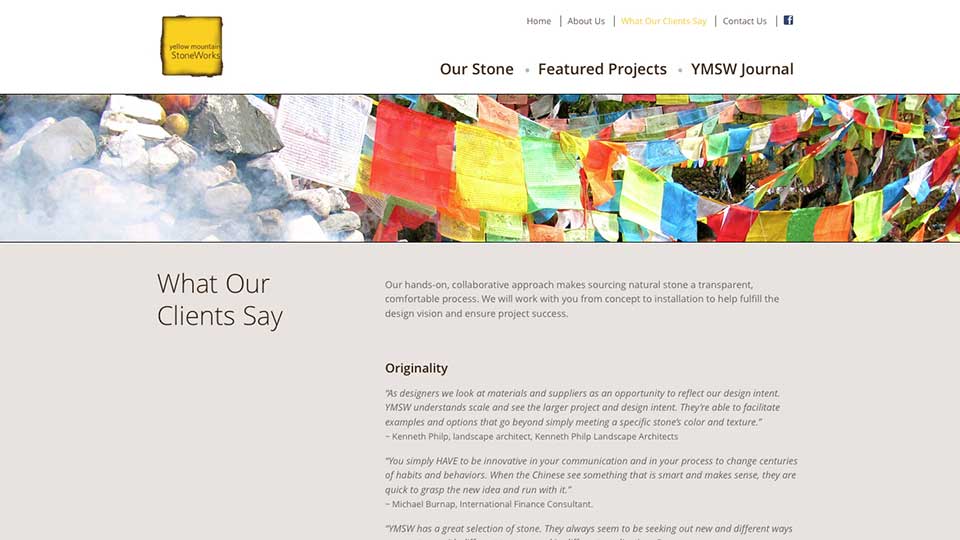 yellow mountain
StoneWorks
Home
About Us
What Our Clients Say
Contact Us
f
Our Stone
Featured Projects
YMSW Journal
What Our
Clients Say
Our hands-on, collaborative approach makes sourcing natural stone a transparent,
comfortable process. We will work with you from concept to installation to help fulfill the
design vision and ensure project success.
Originality
“As designers we look at materials and suppliers as an opportunity to reflect our design intent.
YMSW understands scale and see the larger project and design intent. They’re able to facilitate
examples and options that go beyond simply meeting a specific stone’s color and texture.”
~ Kenneth Philp, landscape architect, Kenneth Philp Landscape Architects
“You simply HAVE to be innovative in your communication and in your process to change centuries
of habits and behaviors. When the Chinese see something that is smart and makes sense, they are
quick to grasp the new idea and run with it.”
~ Michael Burnap, International Finance Consultant.
“YMSW has a great selection of stone. They always seem to be seeking out new and different ways